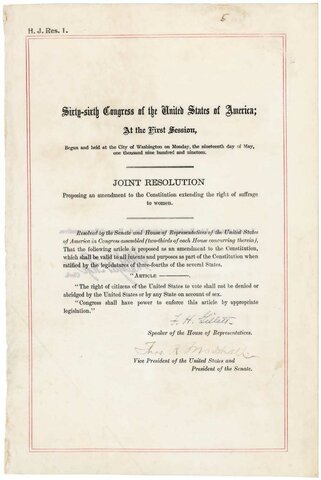 5
H. J. Res. 1.
Sixty-sixth Congress of the United States of America;
At the First Session,
Begun and held at the City of Washington on Monday, the nineteenth day of May,
one thousand nine hundred and nineteen.
JOINT RESOLUTION
Proposing an amendment to the Constitution extending the right of suffrage
to women.
Resolved by the Senate and House of Representatives of the United States
of America in Congress assembled (two-thirds of each House concurring therein),
That the following article is proposed as an amendment to the Constitution,
which shall be valid to all intents and purposes as part of the Constitution when
ratified by the legislatures of three-fourths of the several States.
"ARTICLE ————.
"The right of citizens of the United States to vote shall not be denied or
abridged by the United States or by any State on account of sex.
"Congress shall have power to enforce this article by appropriate
legislation."
F. H. Gillett
Speaker of the House of Representatives.
Thos. R. Marshall
Vice President of the United States and
President of the Senate.